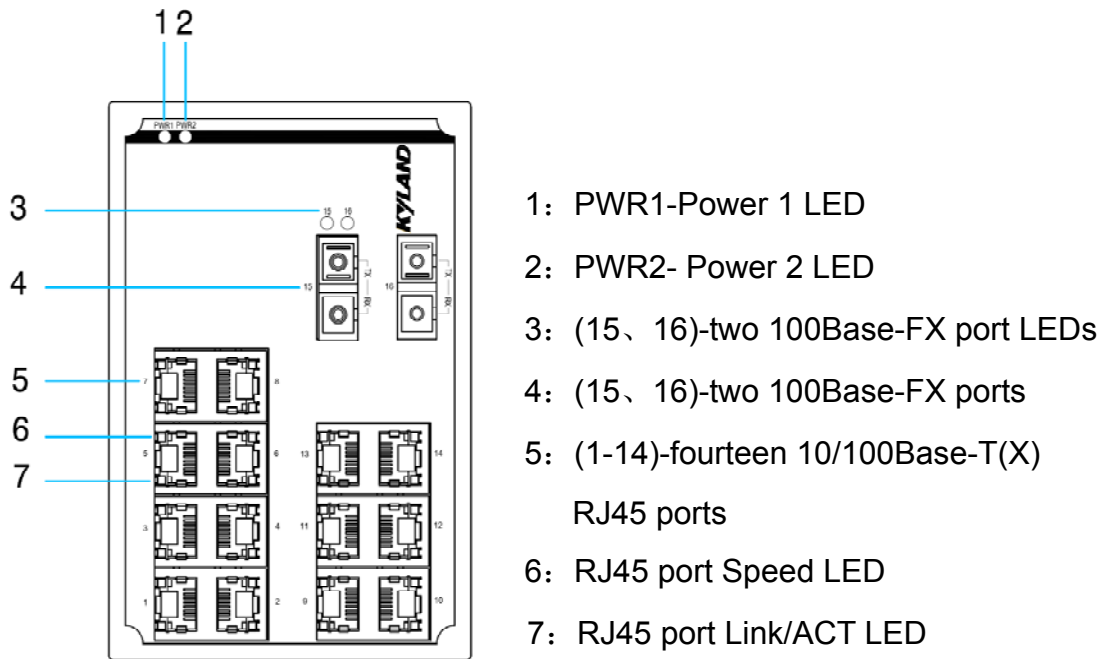 1 2
PWR1 PWR2
KYLAND
3
15 16
TX
TX
4
15
16
RX
RX
5
7
8
6
5
6
13
14
7
3
4
11
12
1
2
9
10
1：PWR1-Power 1 LED
2：PWR2- Power 2 LED
3：(15、16)-two 100Base-FX port LEDs
4：(15、16)-two 100Base-FX ports
5：(1-14)-fourteen 10/100Base-T(X)
RJ45 ports
6：RJ45 port Speed LED
7：RJ45 port Link/ACT LED